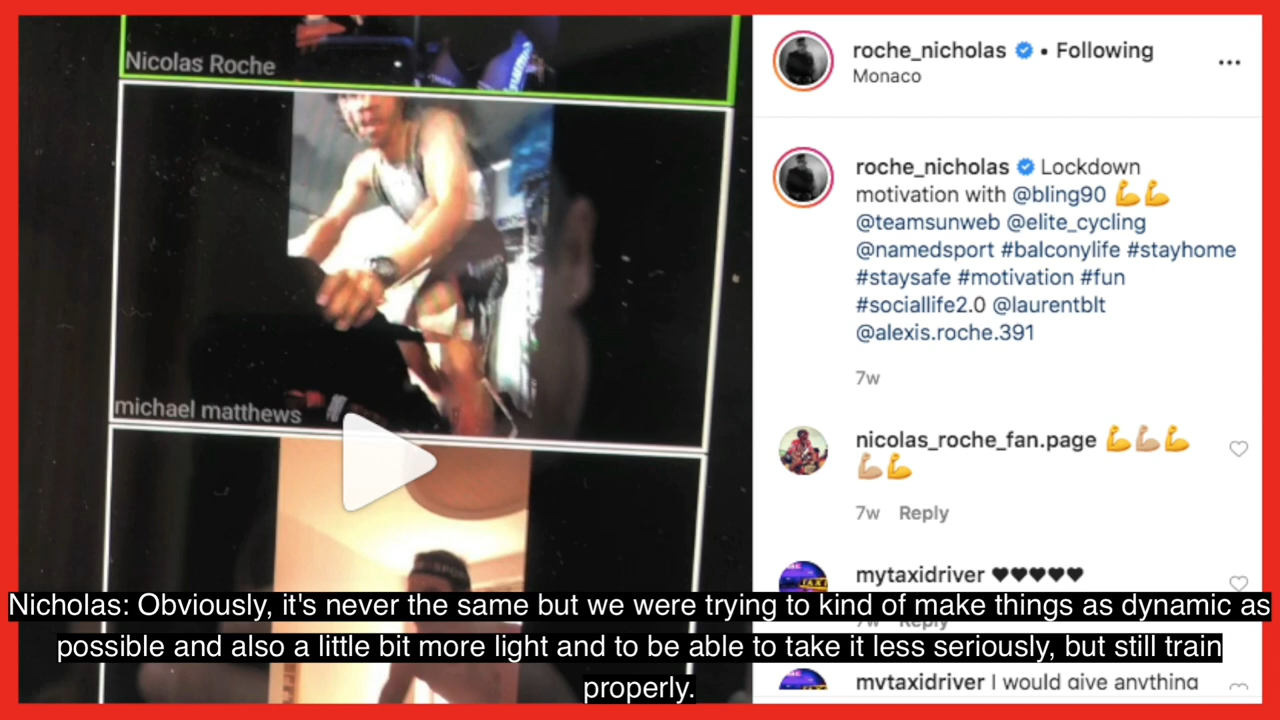 Nicolas Roche
michael matthews
roche_nicholas • Following
Monaco
roche_nicholas Lockdown
motivation with @bling90 💪💪
@teamsunweb @elite_cycling
@namedsport #balconylife #stayhome
#staysafe #motivation #fun
#sociallife2.0 @laurentblt
@alexis.roche.391
7w
nicolas_roche_fan.page 💪💪🏼💪
💪🏼💪
7w Reply
mytaxidriver ♥♥♥♥♥
7w Reply
mytaxidriver I would give anything
Nicholas: Obviously, it's never the same but we were trying to kind of make things as dynamic as
possible and also a little bit more light and to be able to take it less seriously, but still train
properly.